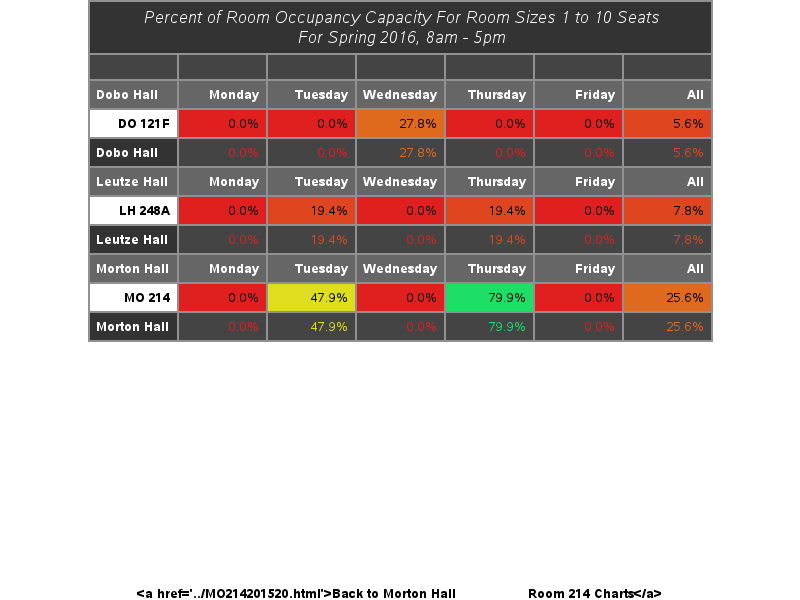 Percent of Room Occupancy Capacity For Room Sizes 1 to 10 Seats
For Spring 2016, 8am - 5pm
Dobo Hall Monday Tuesday Wednesday Thursday Friday All
DO 121F 0.0% 0.0% 27.8% 0.0% 0.0% 5.6%
Dobo Hall 0.0% 0.0% 27.8% 0.0% 0.0% 5.6%
Leutze Hall Monday Tuesday Wednesday Thursday Friday All
LH 248A 0.0% 19.4% 0.0% 19.4% 0.0% 7.8%
Leutze Hall 0.0% 19.4% 0.0% 19.4% 0.0% 7.8%
Morton Hall Monday Tuesday Wednesday Thursday Friday All
MO 214 0.0% 47.9% 0.0% 79.9% 0.0% 25.6%
Morton Hall 0.0% 47.9% 0.0% 79.9% 0.0% 25.6%
<a href='../MO214201520.html'>Back to Morton Hall Room 214 Charts</a>